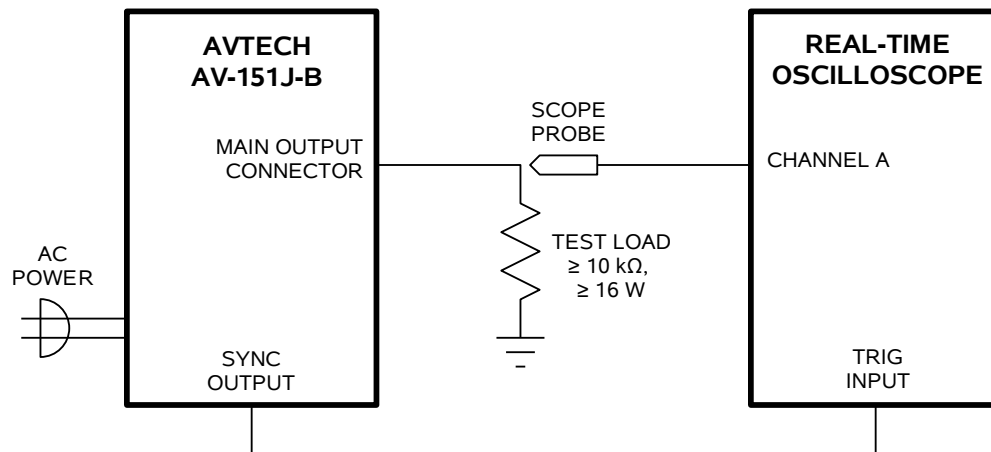 AVTECH
AV-151J-B
REAL-TIME
OSCILLOSCOPE
SCOPE
PROBE
MAIN OUTPUT
CONNECTOR
CHANNEL A
TEST LOAD
≥ 10 kΩ,
≥ 16 W
AC
POWER
SYNC
OUTPUT
TRIG
INPUT